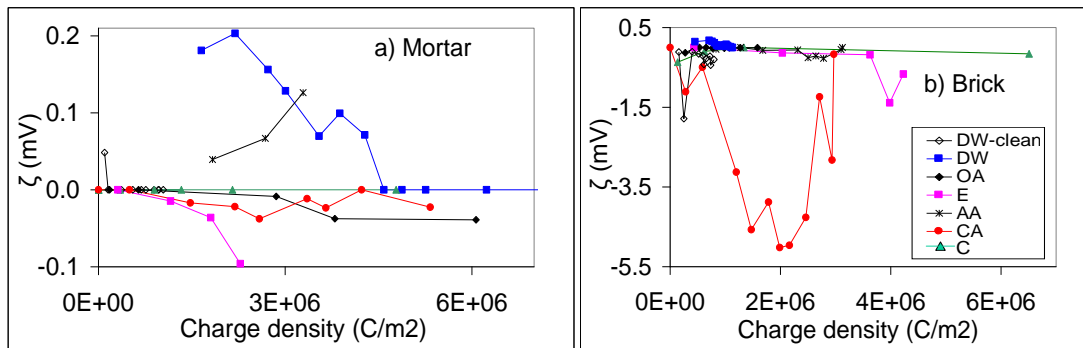 a) Mortar
ζ (mV)
0.2
0.1
0.0
-0.1
0E+00
3E+06
6E+06
Charge density (C/m2)
b) Brick
ζ (mV)
0.5
-1.5
-3.5
-5.5
DW-clean
DW
OA
E
AA
CA
C
0E+00
2E+06
4E+06
6E+06
Charge density (C/m2)